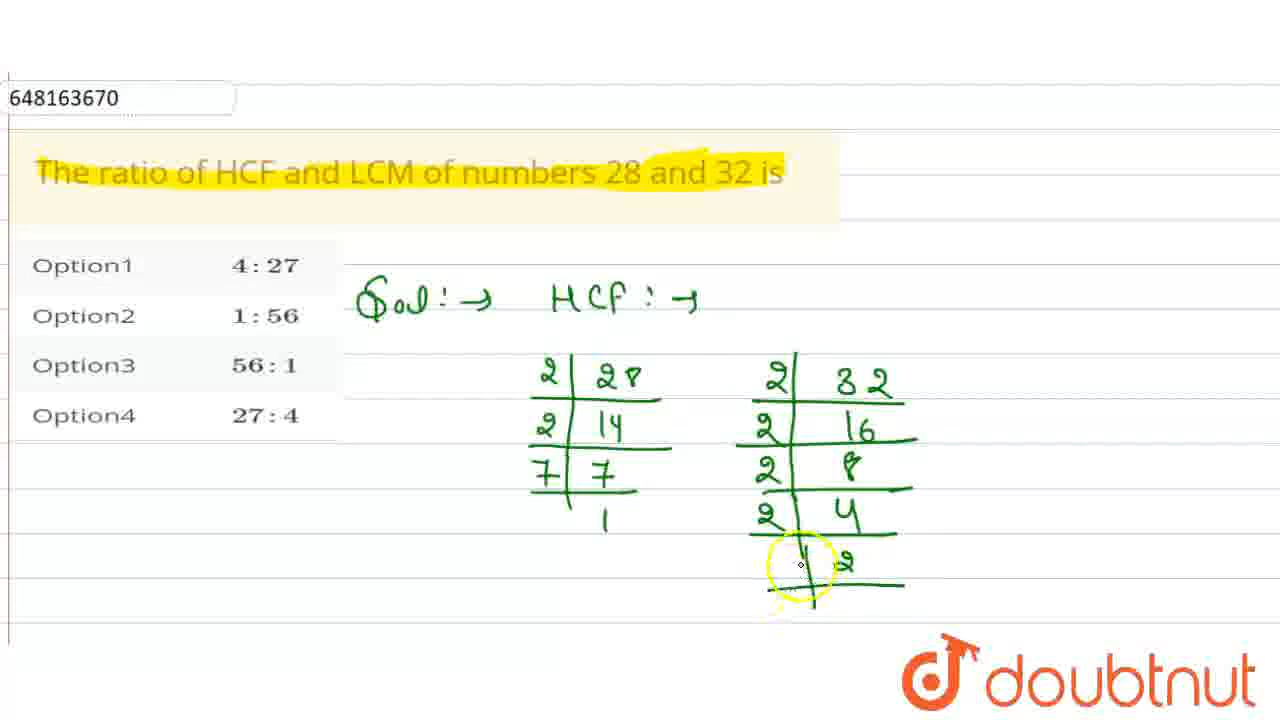 648163670
The ratio of HCF and LCM of numbers 28 and 32 is
Option1 4 : 27
Option2 1 : 56
Option3 56 : 1
Option4 27 : 4
Sol : → HCF : →
2 28
2 14
7 7
1
2 32
2 16
2 8
2 4
2
doubtnut